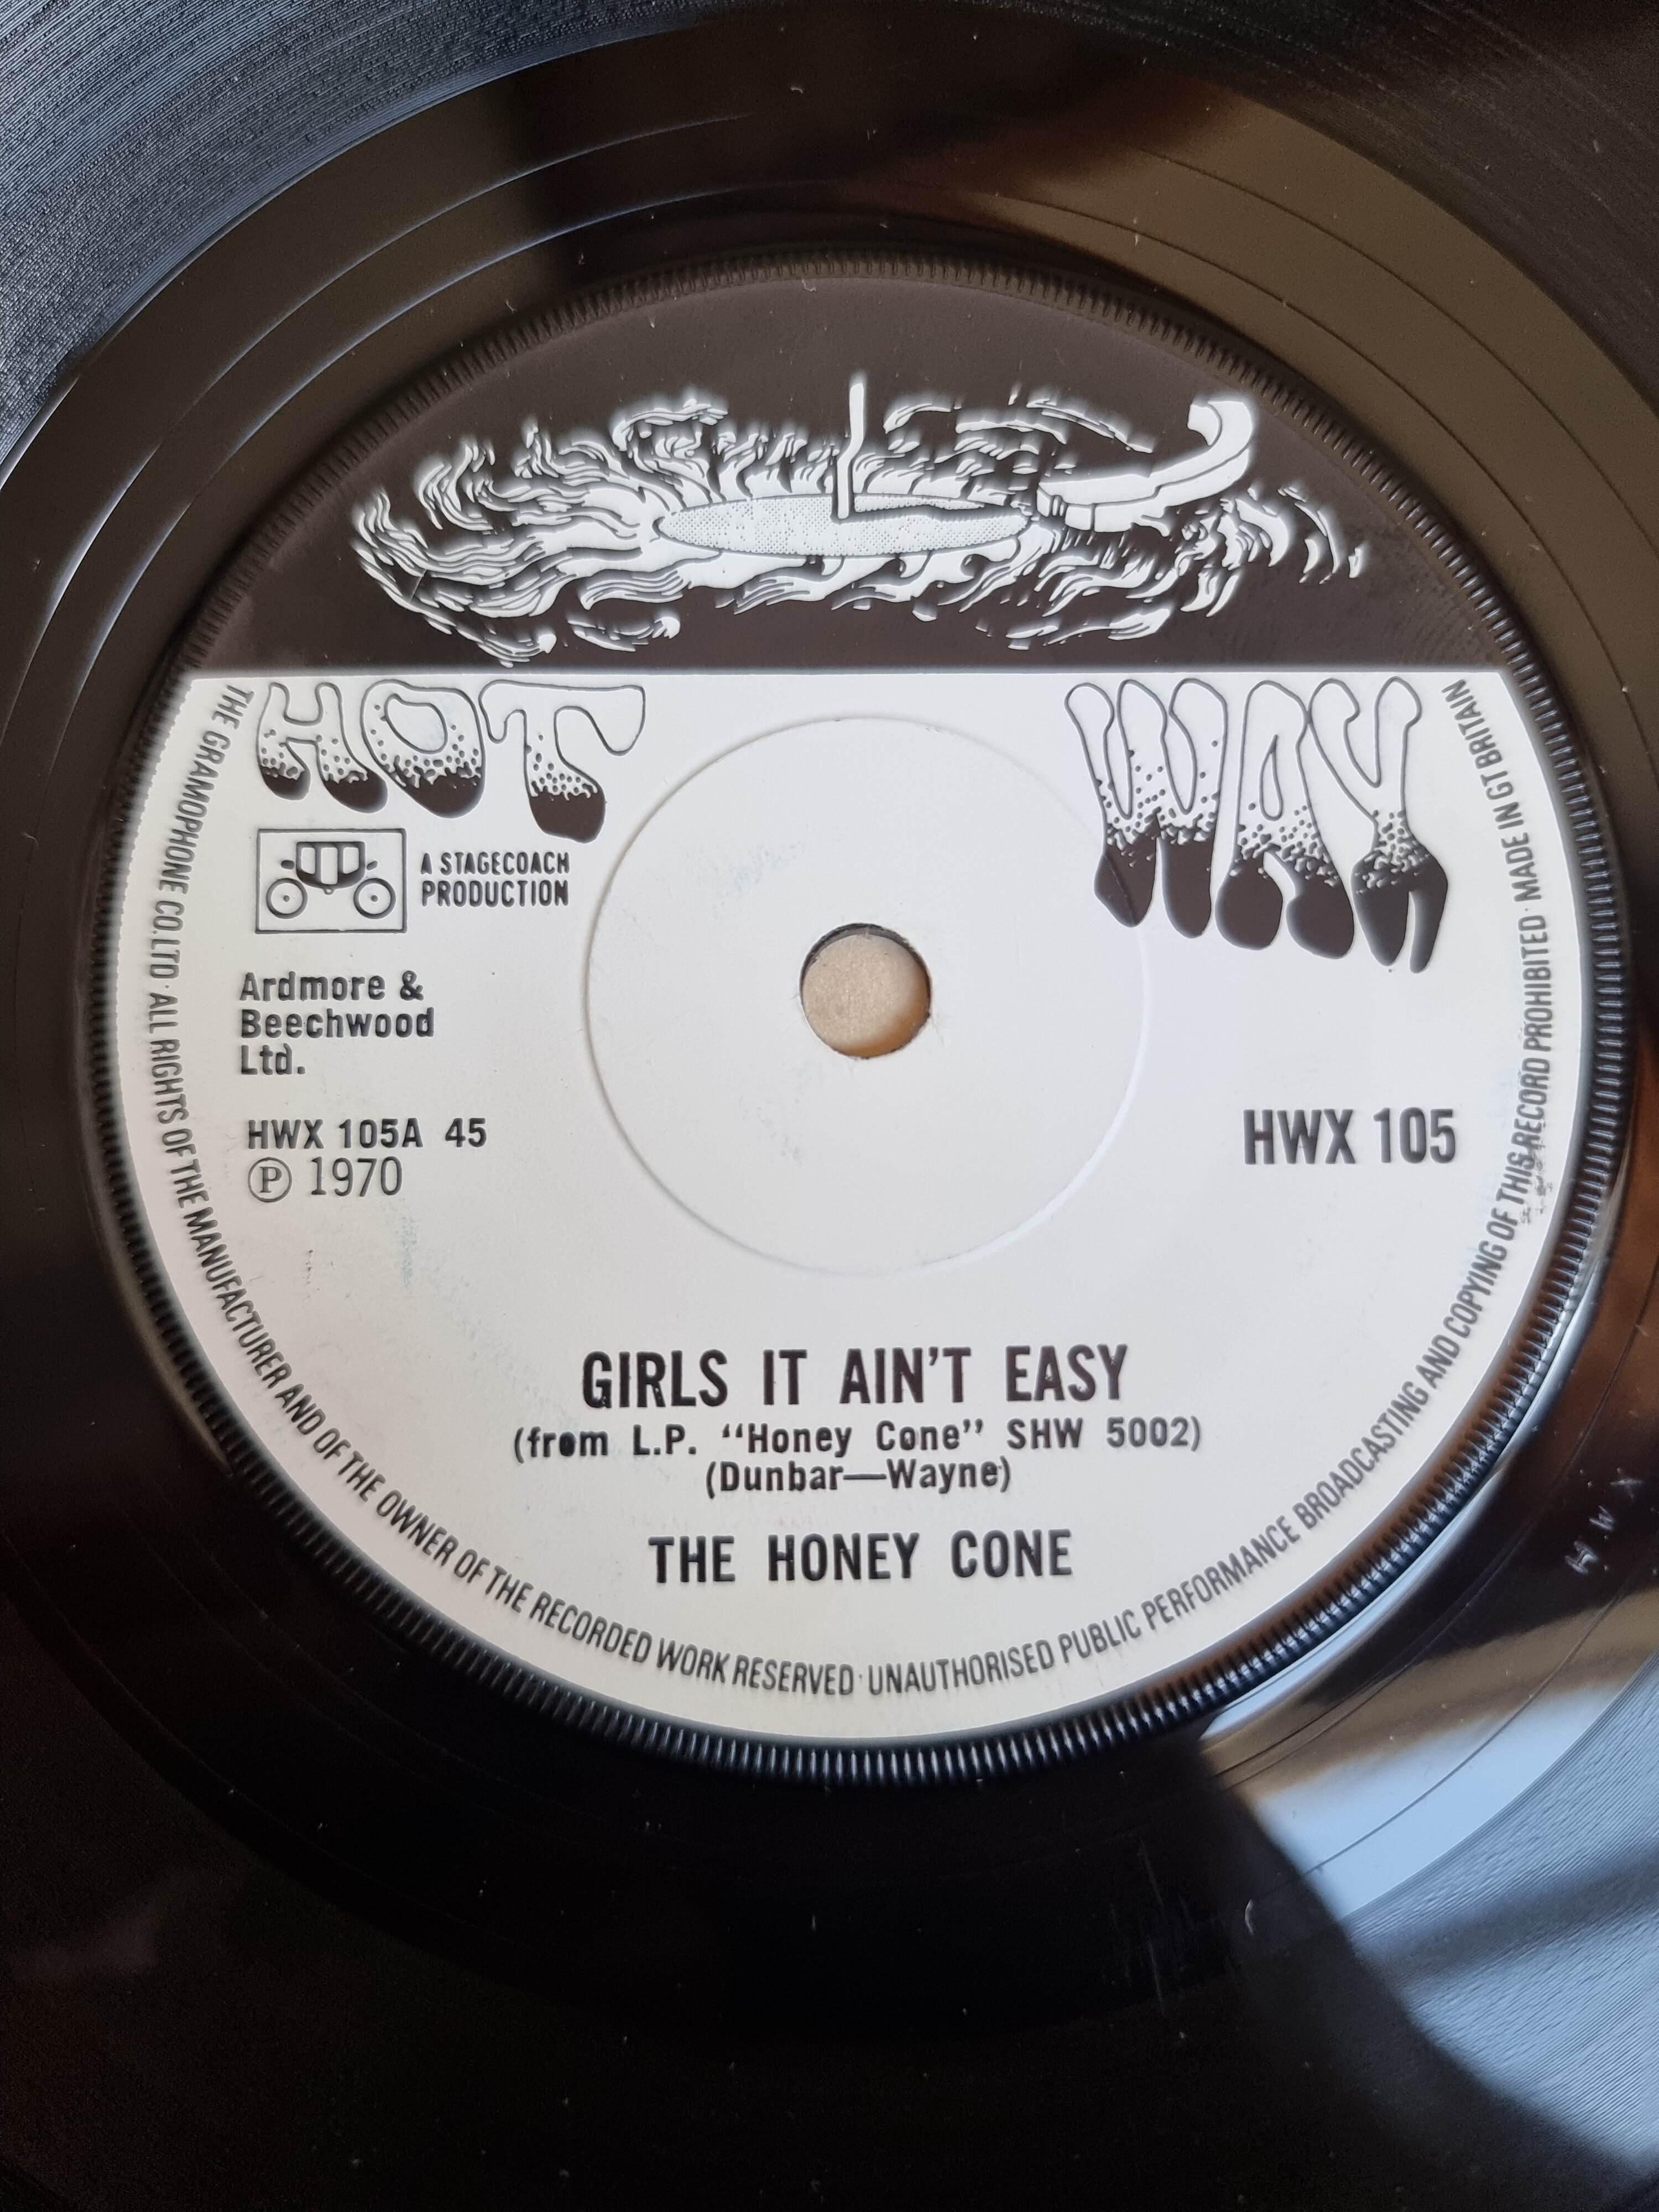 HOT WAX
A STAGECOACH
PRODUCTION
Ardmore &
Beechwood
Ltd.
HWX 105A 45
Ⓟ 1970
HWX 105
GIRLS IT AIN'T EASY
(from L.P. “Honey Cone” SHW 5002)
(Dunbar—Wayne)
THE HONEY CONE
THE GRAMOPHONE CO.LTD · ALL RIGHTS OF THE MANUFACTURER AND OF THE OWNER OF THE RECORDED WORK RESERVED · UNAUTHORISED PUBLIC PERFORMANCE BROADCASTING AND COPYING OF THIS RECORD PROHIBITED · MADE IN GT BRITAIN